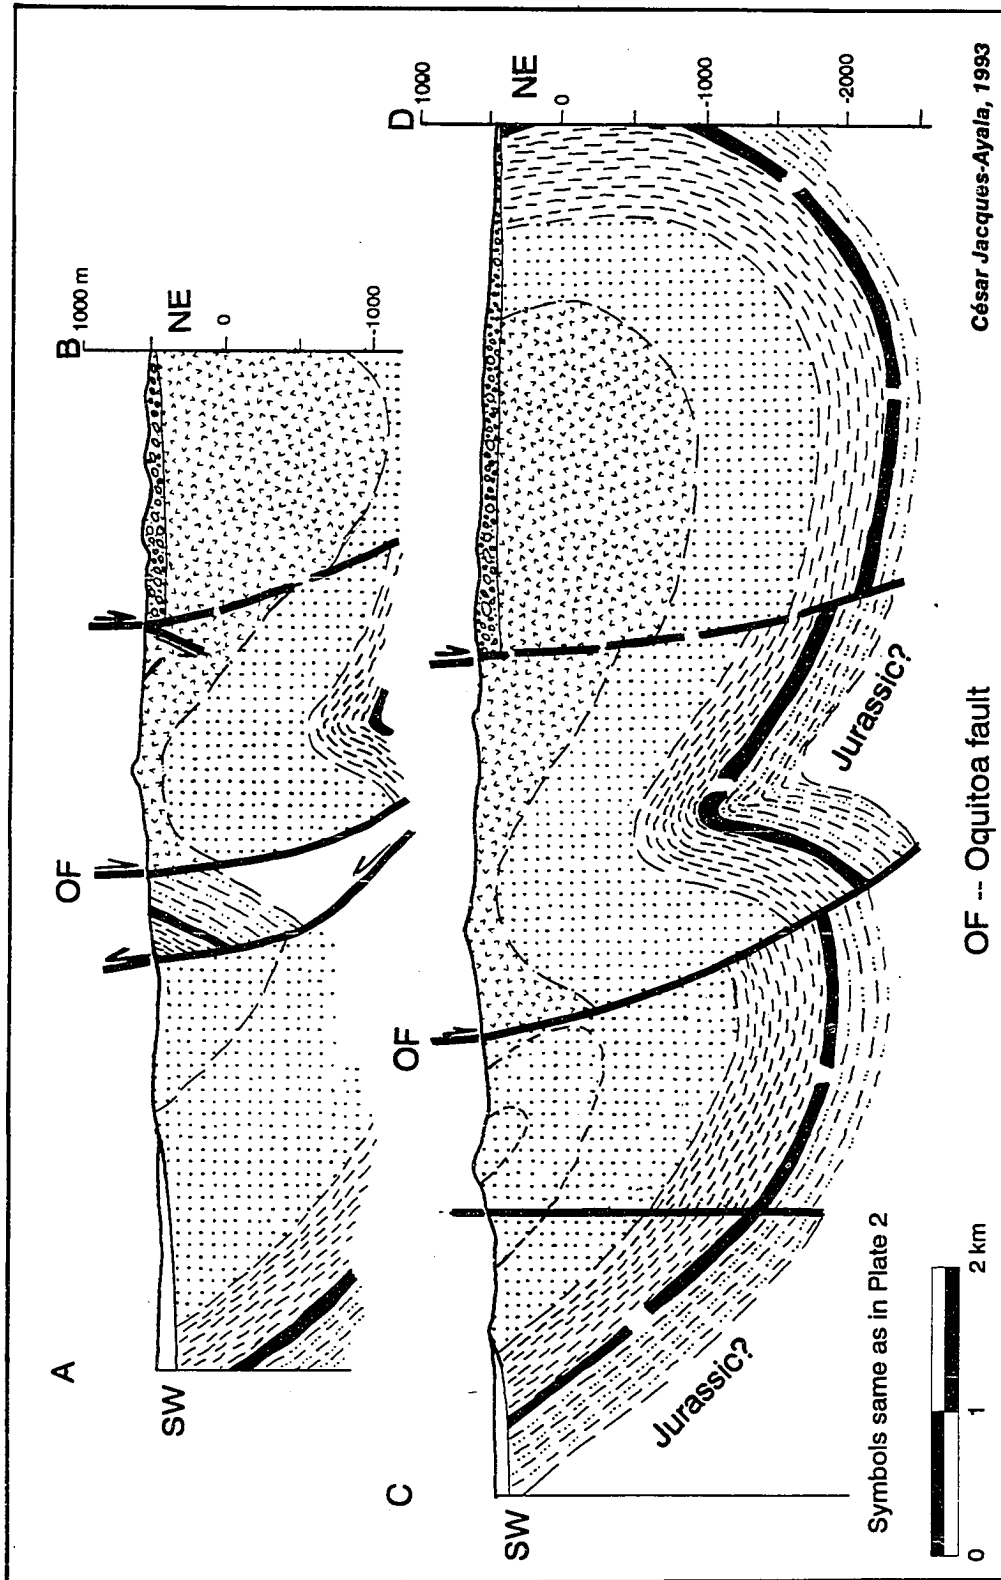 A
B
1000 m
SW
OF
NE
0
-1000
C
D
1000
SW
OF
NE
0
-1000
-2000
Jurassic?
Jurassic?
Symbols same as in Plate 2
0 1 2 km
OF -- Oquitoa fault
César Jacques-Ayala, 1993